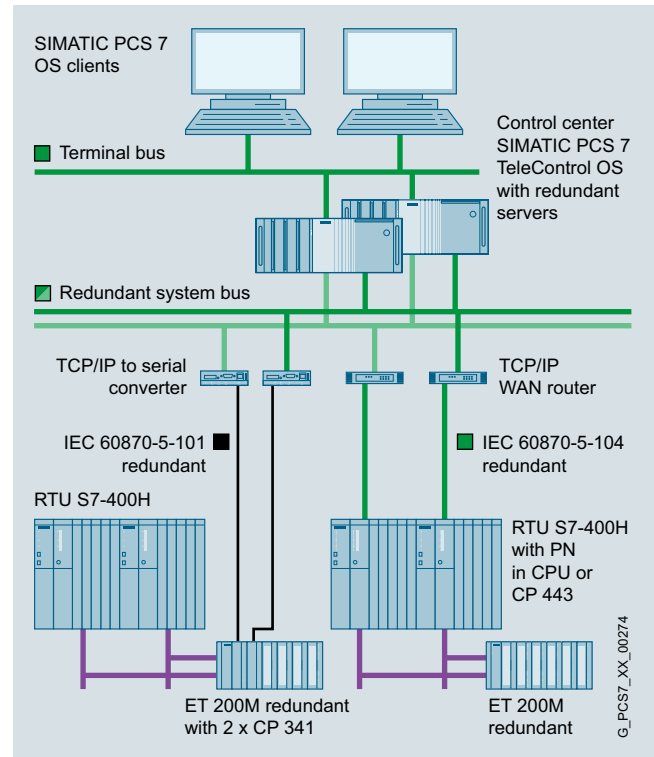 SIMATIC PCS 7
OS clients
Control center
SIMATIC PCS 7
TeleControl OS
with redundant
servers
Terminal bus
Redundant system bus
TCP/IP to serial
converter
TCP/IP
WAN router
IEC 60870-5-101
redundant
IEC 60870-5-104
redundant
RTU S7-400H
RTU S7-400H
with PN
in CPU or
CP 443
ET 200M redundant
with 2 x CP 341
ET 200M
redundant
G_PCS7_XX_00274